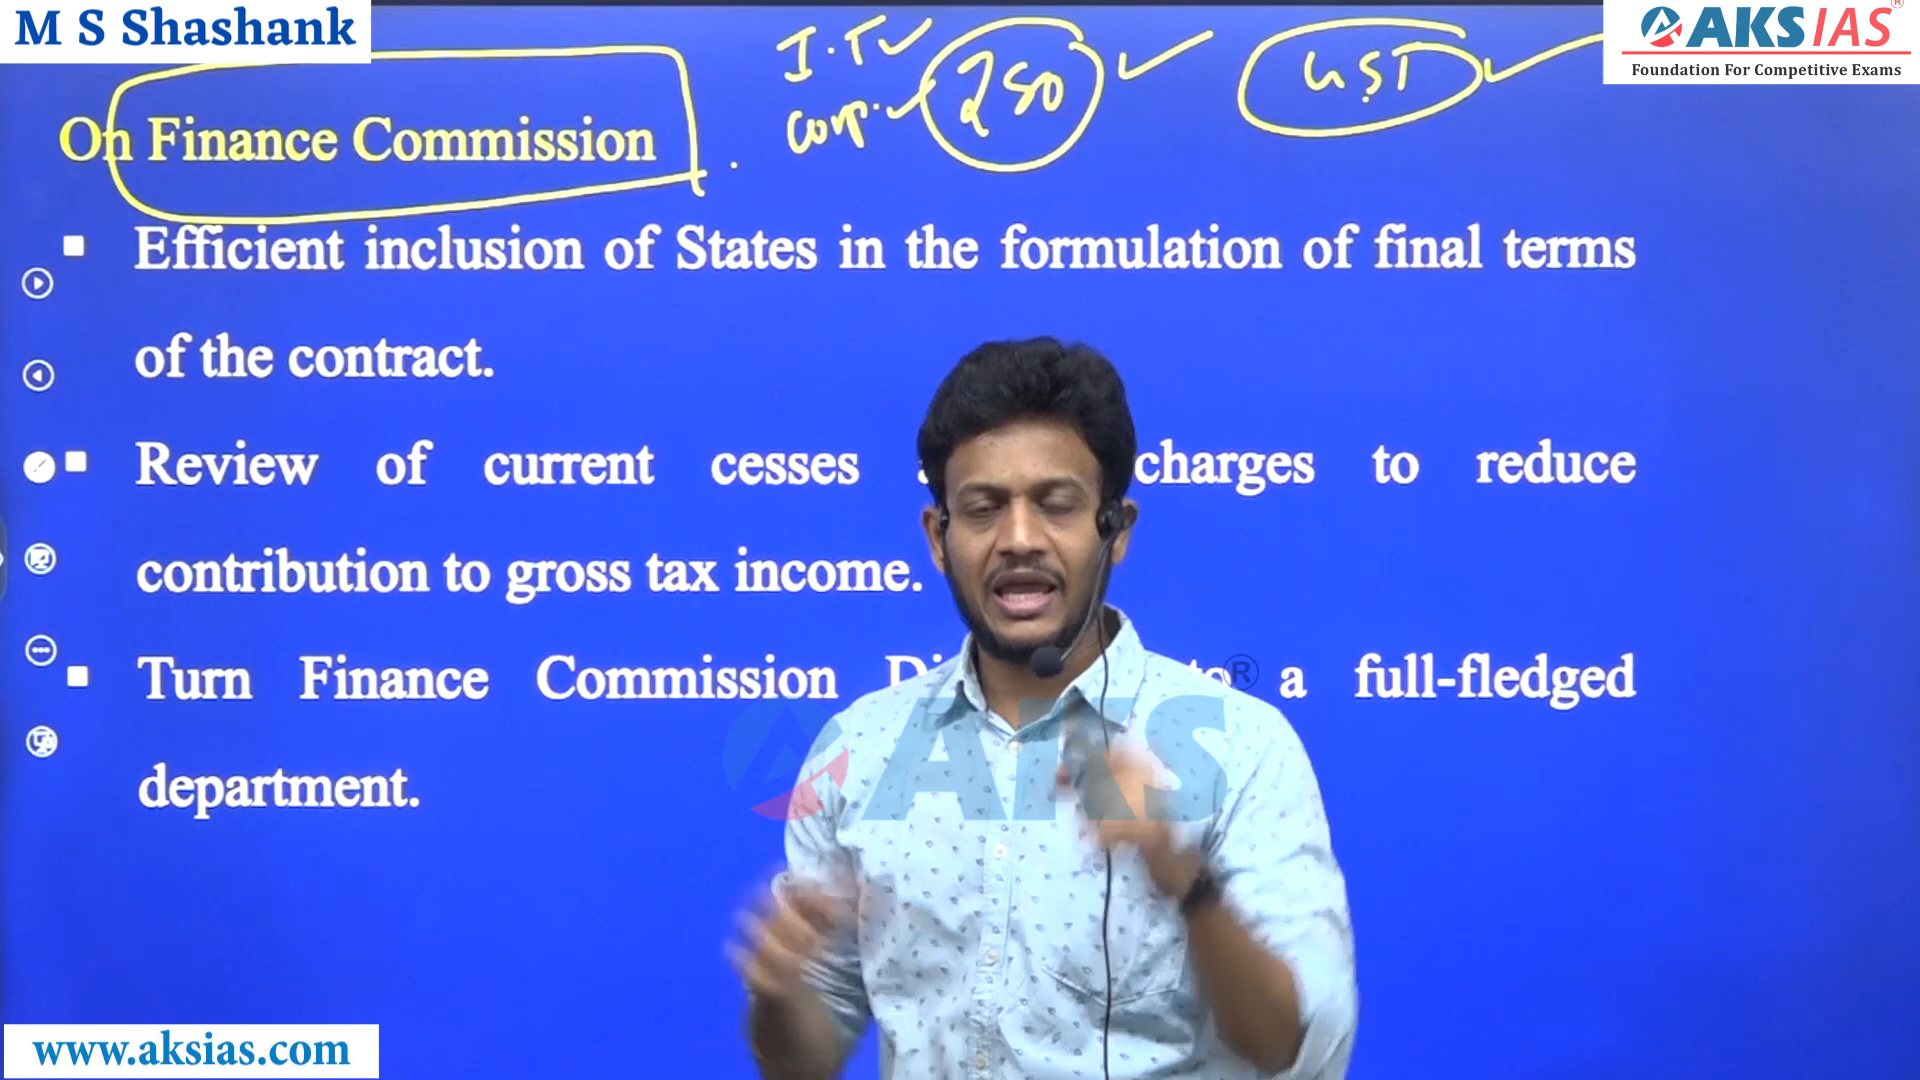 M S Shashank
AKS IAS®
Foundation For Competitive Exams
I.T
Corp.
280
GST
On Finance Commission
Efficient inclusion of States in the formulation of final terms
of the contract.
Review of current cesses charges to reduce
contribution to gross tax income.
Turn Finance Commission a full-fledged
department.
AKS®
www.aksias.com